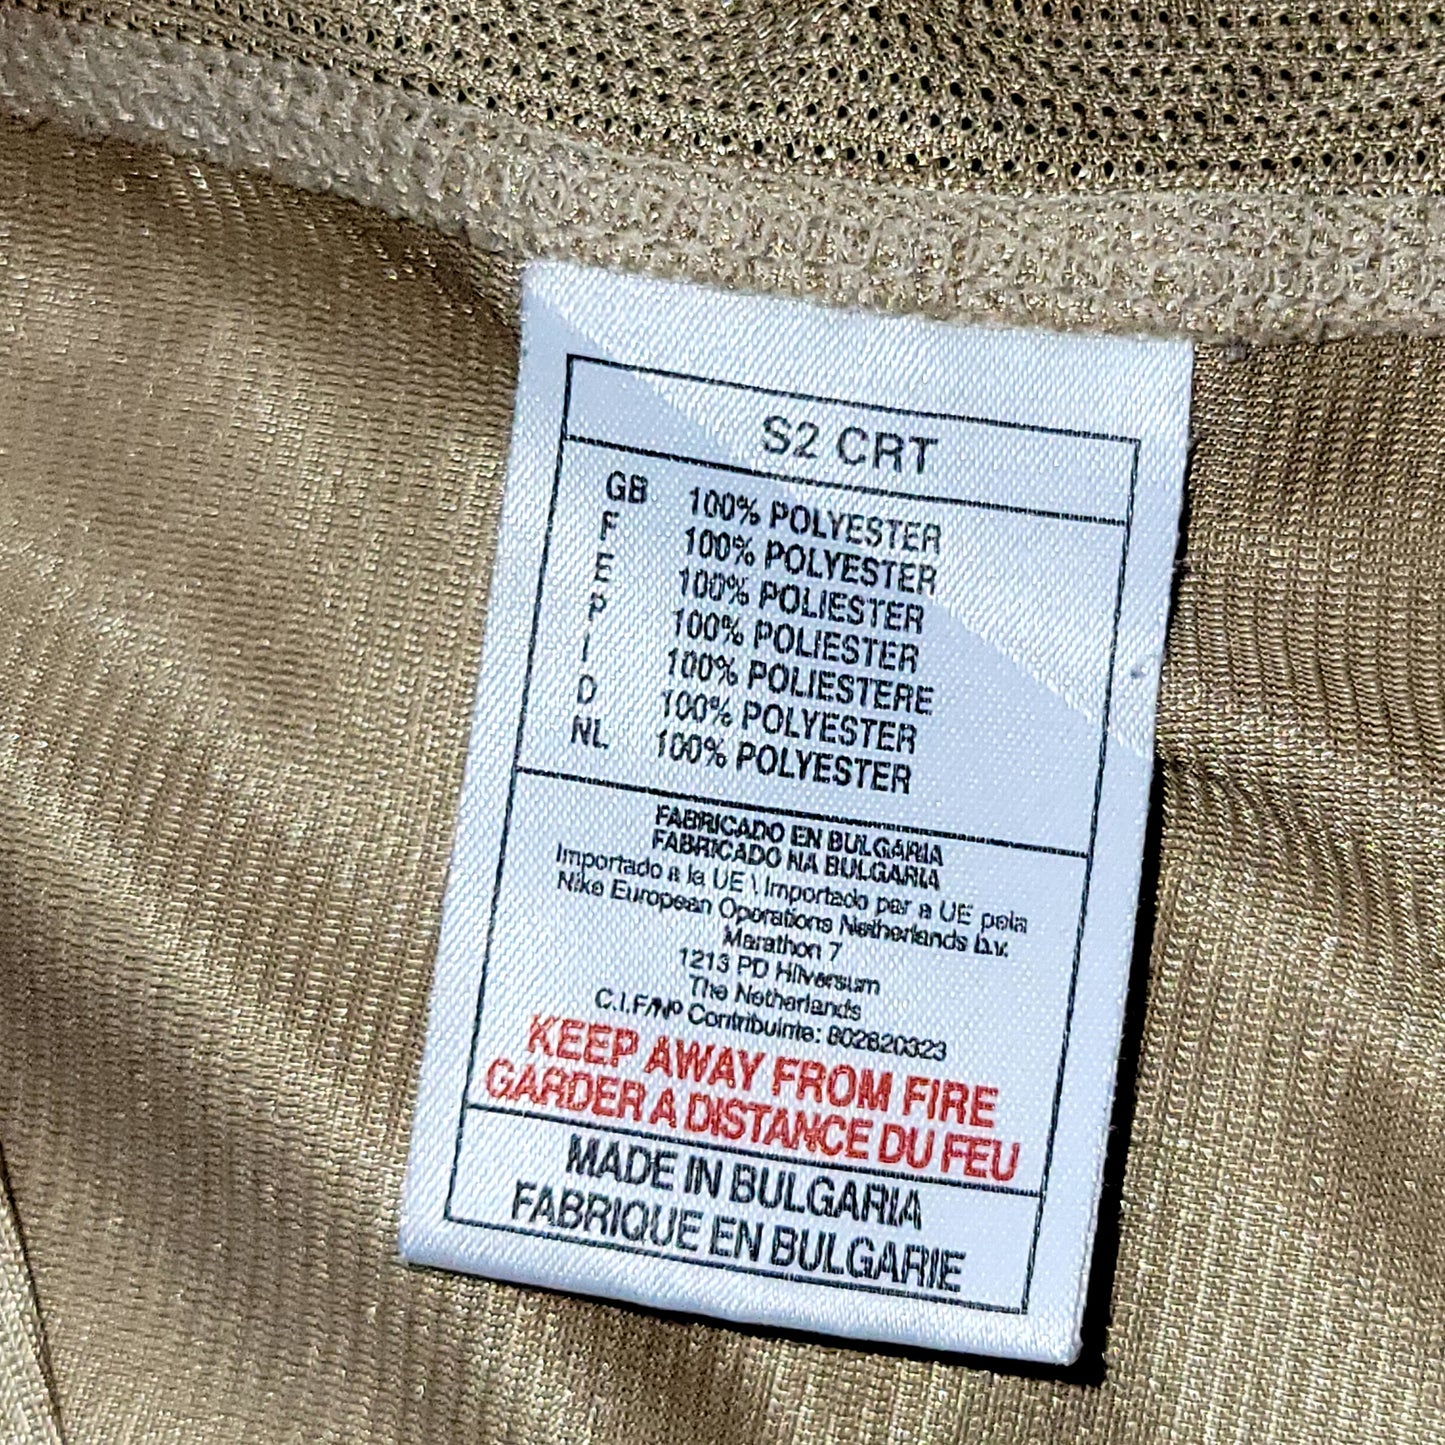 S2 CRT
GB 100% POLYESTER
F 100% POLYESTER
E 100% POLIESTER
P 100% POLIESTER
I 100% POLIESTERE
D 100% POLYESTER
NL 100% POLYESTER
FABRICADO EN BULGARIA
FABRICADO NA BULGARIA
Importado a la UE \ Importado par a UE pela
Nike European Operations Netherlands b.v.
Marathon 7
1213 PD Hilversum
The Netherlands
C.I.F/Nº Contribuinte: 802820323
KEEP AWAY FROM FIRE
GARDER A DISTANCE DU FEU
MADE IN BULGARIA
FABRIQUE EN BULGARIE